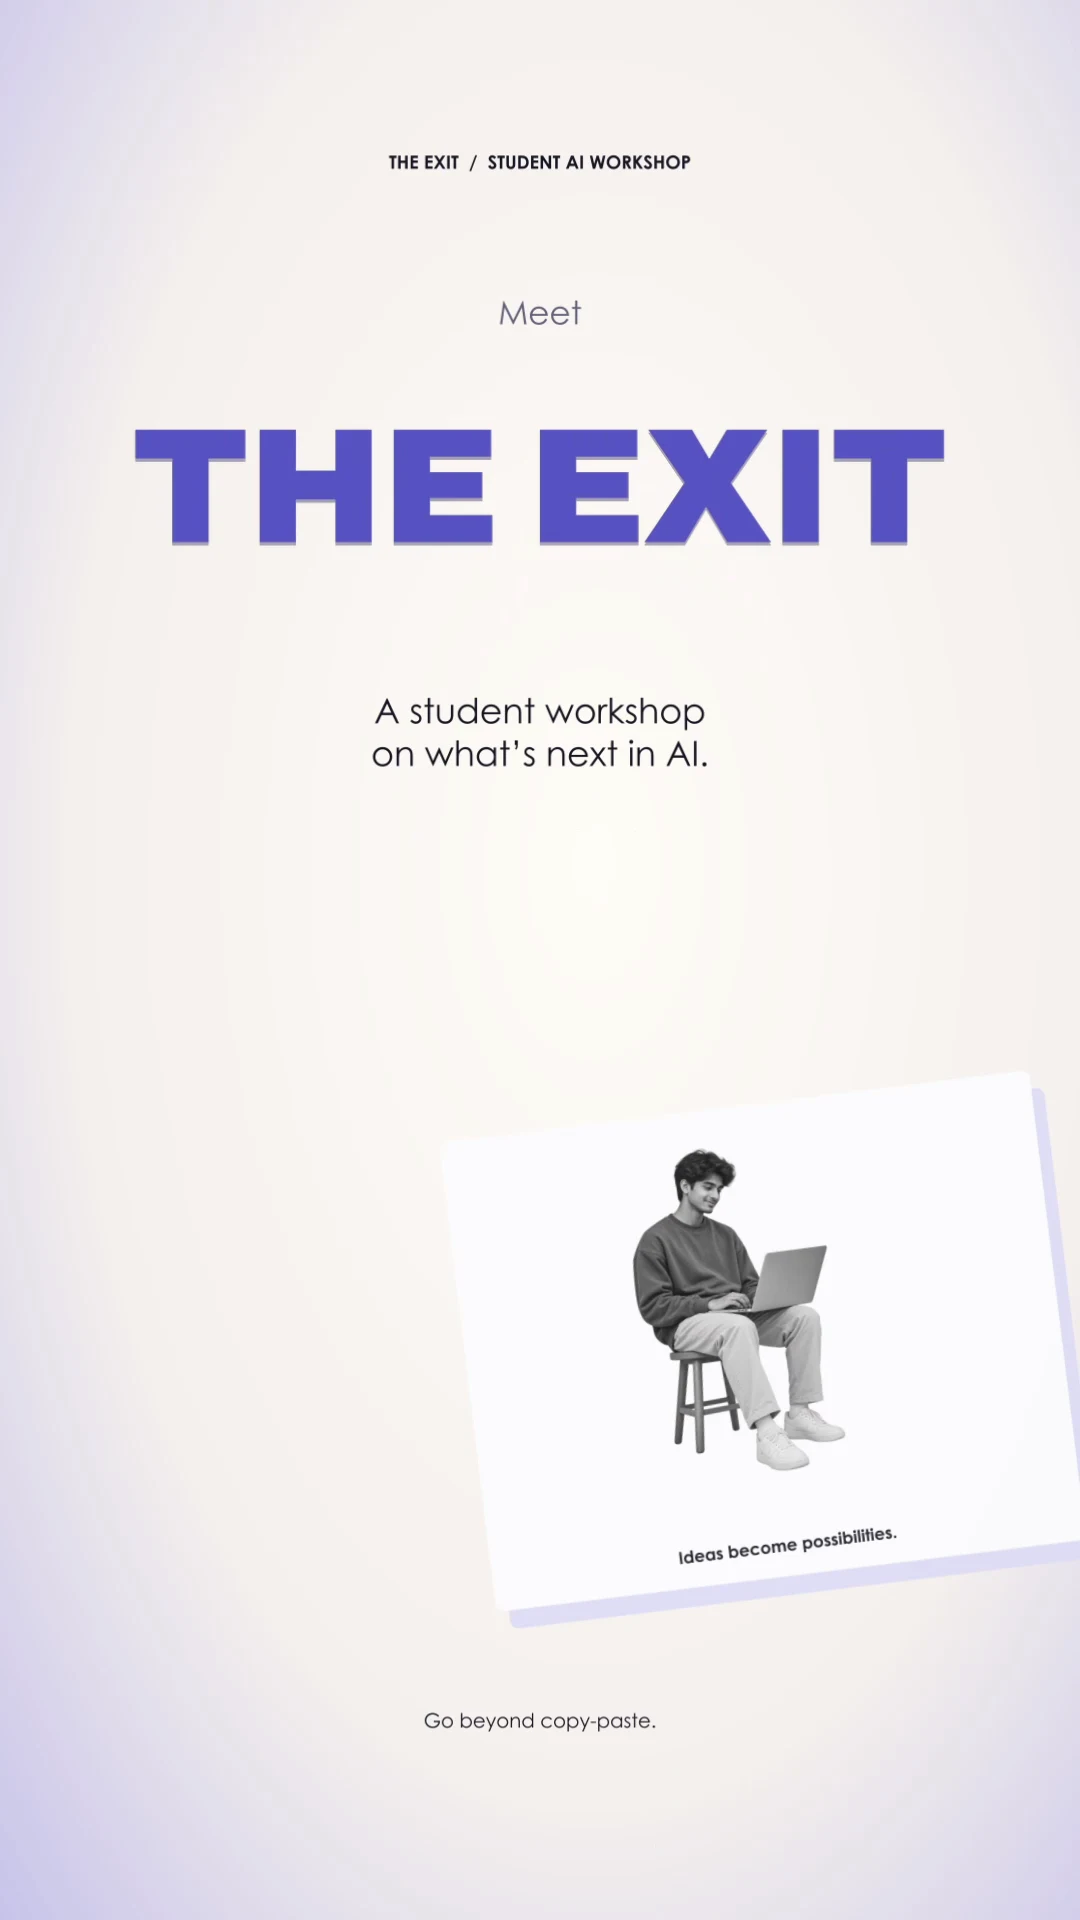 THE EXIT / STUDENT AI WORKSHOP
Meet
THE EXIT
A student workshop
on what’s next in AI.
Ideas become possibilities.
Go beyond copy-paste.